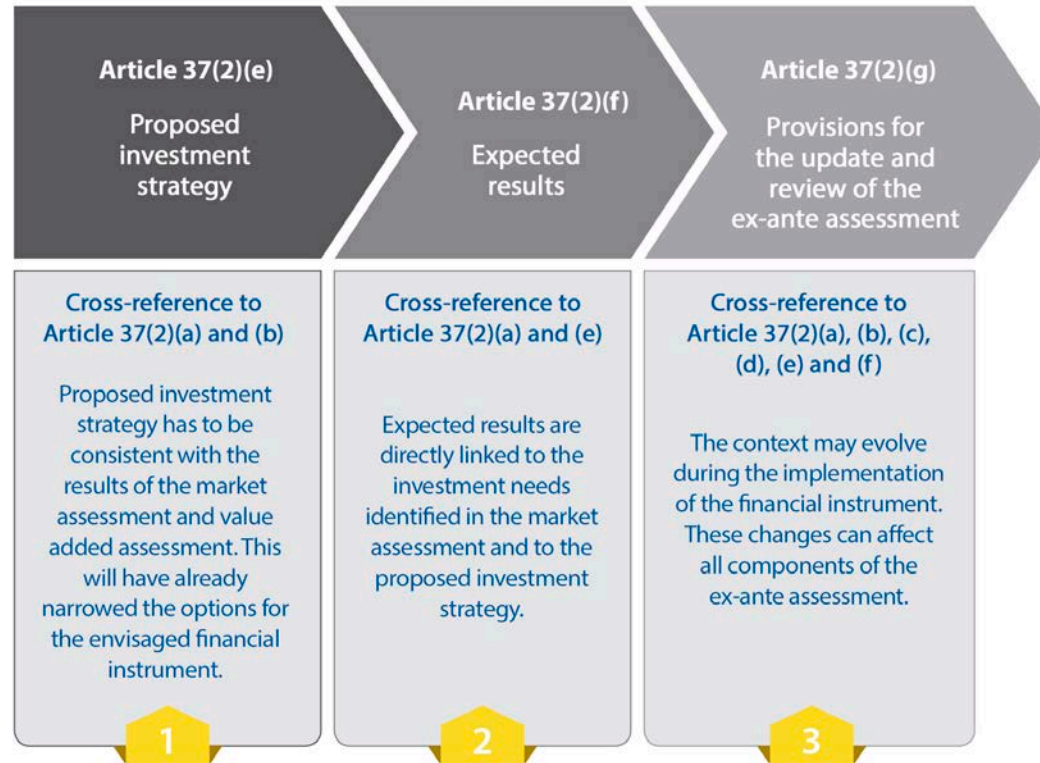 Article 37(2)(e)
Proposed
investment
strategy
Article 37(2)(f)
Expected
results
Article 37(2)(g)
Provisions for
the update and
review of the
ex-ante assessment
Cross-reference to
Article 37(2)(a) and (b)
Proposed investment
strategy has to be
consistent with the
results of the market
assessment and value
added assessment. This
will have already
narrowed the options for
the envisaged financial
instrument.
1
Cross-reference to
Article 37(2)(a) and (e)
Expected results are
directly linked to the
investment needs
identified in the market
assessment and to the
proposed investment
strategy.
2
Cross-reference to
Article 37(2)(a), (b), (c),
(d), (e) and (f)
The context may evolve
during the implementation
of the financial instrument.
These changes can affect
all components of the
ex-ante assessment.
3